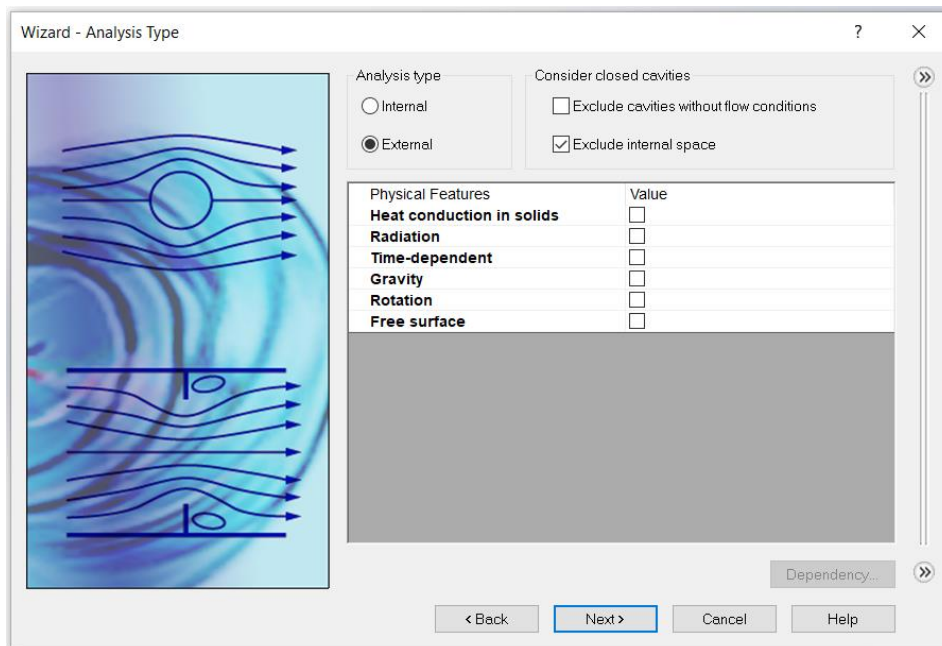 Wizard - Analysis Type
?
Analysis type
Internal
External
Consider closed cavities
Exclude cavities without flow conditions
Exclude internal space
Physical Features Value
Heat conduction in solids
Radiation
Time-dependent
Gravity
Rotation
Free surface
Dependency...
< Back
Next >
Cancel
Help